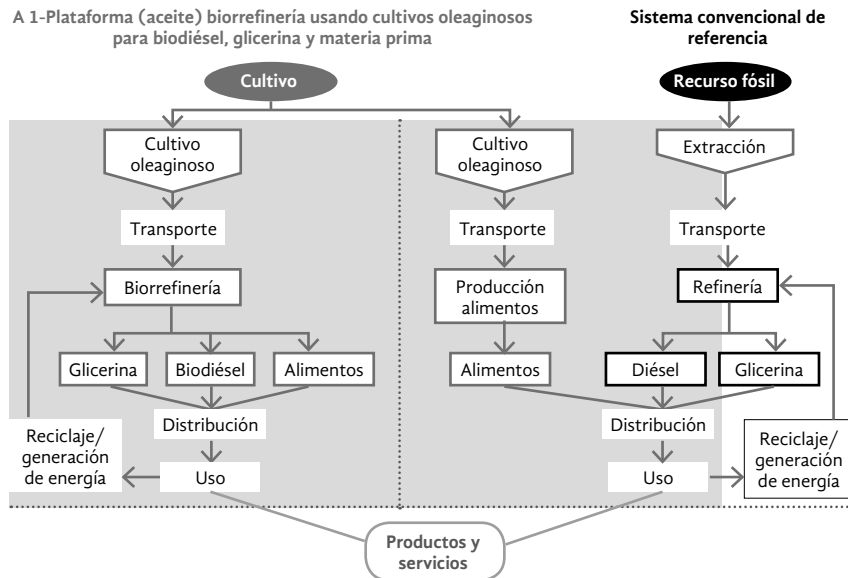 A 1-Plataforma (aceite) biorrefinería usando cultivos oleaginosos
para biodiésel, glicerina y materia prima
Sistema convencional de
referencia
Cultivo
Recurso fósil
Cultivo
oleaginoso
Cultivo
oleaginoso
Extracción
Transporte
Transporte
Transporte
Biorrefinería
Producción
alimentos
Refinería
Glicerina
Biodiésel
Alimentos
Alimentos
Diésel
Glicerina
Distribución
Distribución
Reciclaje/
generación
de energía
Uso
Uso
Reciclaje/
generación
de energía
Productos y
servicios